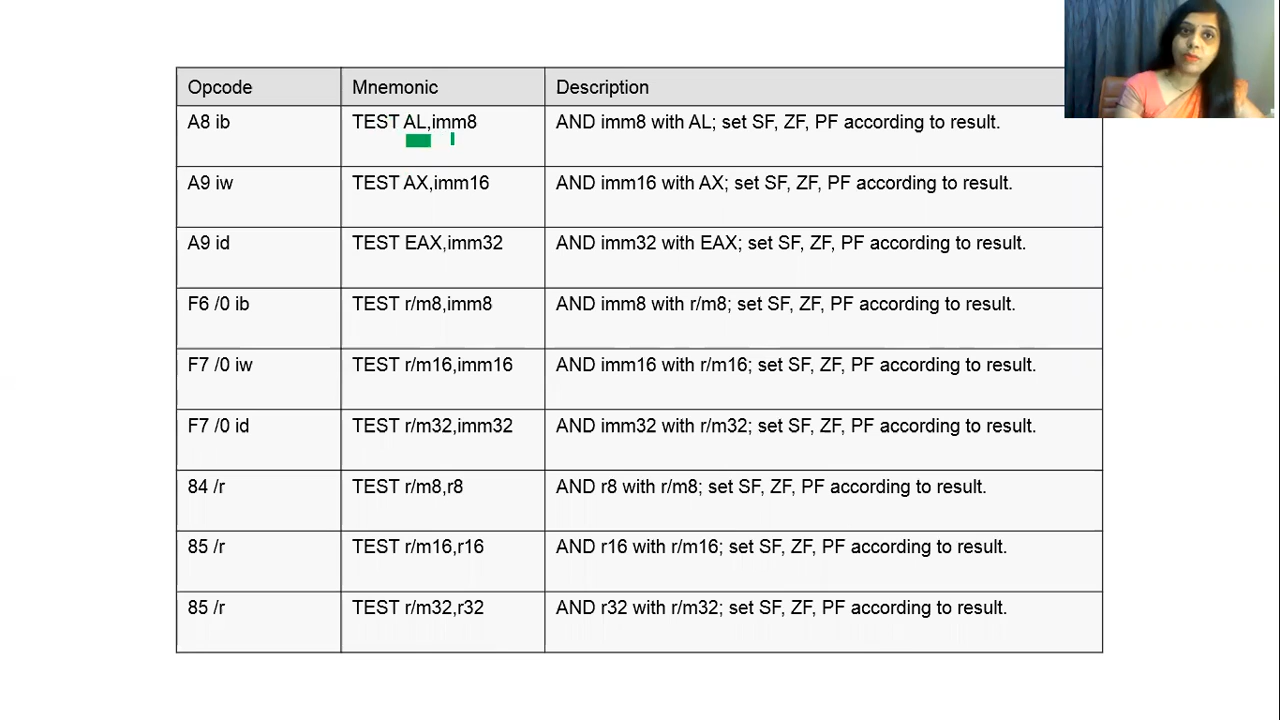 Opcode Mnemonic Description
A8 ib TEST AL,imm8 AND imm8 with AL; set SF, ZF, PF according to result.
A9 iw TEST AX,imm16 AND imm16 with AX; set SF, ZF, PF according to result.
A9 id TEST EAX,imm32 AND imm32 with EAX; set SF, ZF, PF according to result.
F6 /0 ib TEST r/m8,imm8 AND imm8 with r/m8; set SF, ZF, PF according to result.
F7 /0 iw TEST r/m16,imm16 AND imm16 with r/m16; set SF, ZF, PF according to result.
F7 /0 id TEST r/m32,imm32 AND imm32 with r/m32; set SF, ZF, PF according to result.
84 /r TEST r/m8,r8 AND r8 with r/m8; set SF, ZF, PF according to result.
85 /r TEST r/m16,r16 AND r16 with r/m16; set SF, ZF, PF according to result.
85 /r TEST r/m32,r32 AND r32 with r/m32; set SF, ZF, PF according to result.